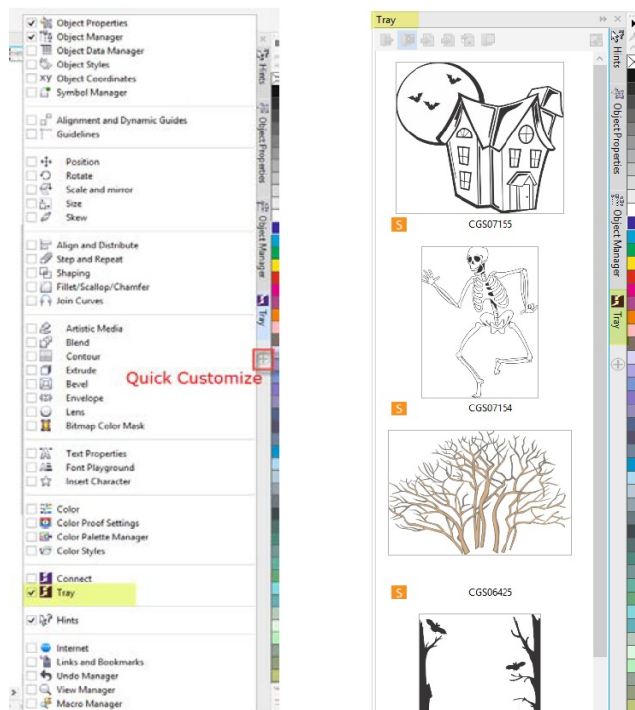 Object Properties
Object Manager
Object Data Manager
Object Styles
XY Object Coordinates
Symbol Manager
Alignment and Dynamic Guides
Guidelines
Position
Rotate
Scale and mirror
Size
Skew
Align and Distribute
Step and Repeat
Shaping
Fillet/Scallop/Chamfer
Join Curves
Artistic Media
Blend
Contour
Extrude
Bevel
Envelope
Lens
Bitmap Color Mask
Text Properties
Font Playground
Insert Character
Color
Color Proof Settings
Color Palette Manager
Color Styles
Connect
Tray
Hints
Internet
Links and Bookmarks
Undo Manager
View Manager
Macro Manager
Hints
Object Properties
Object Manager
Tray
Quick Customize
Tray
S CGS07155
S CGS07154
S CGS06425
Hints
Object Properties
Object Manager
Tray